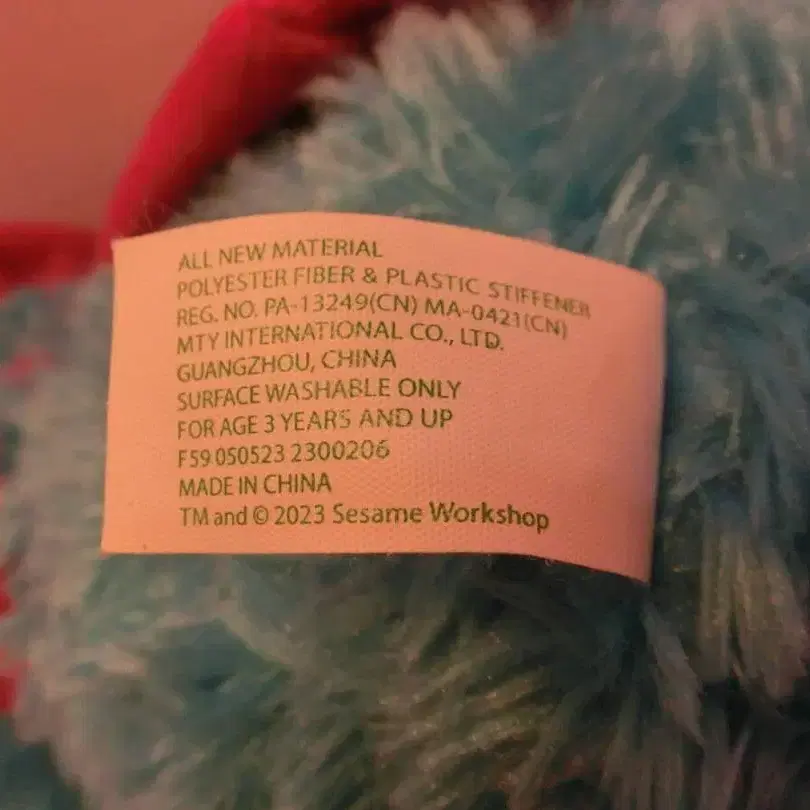 ALL NEW MATERIAL
POLYESTER FIBER & PLASTIC STIFFENER
REG. NO. PA-13249(CN) MA-0421(CN)
MTY INTERNATIONAL CO., LTD.
GUANGZHOU, CHINA
SURFACE WASHABLE ONLY
FOR AGE 3 YEARS AND UP
F59 050523 2300206
MADE IN CHINA
TM and © 2023 Sesame Workshop